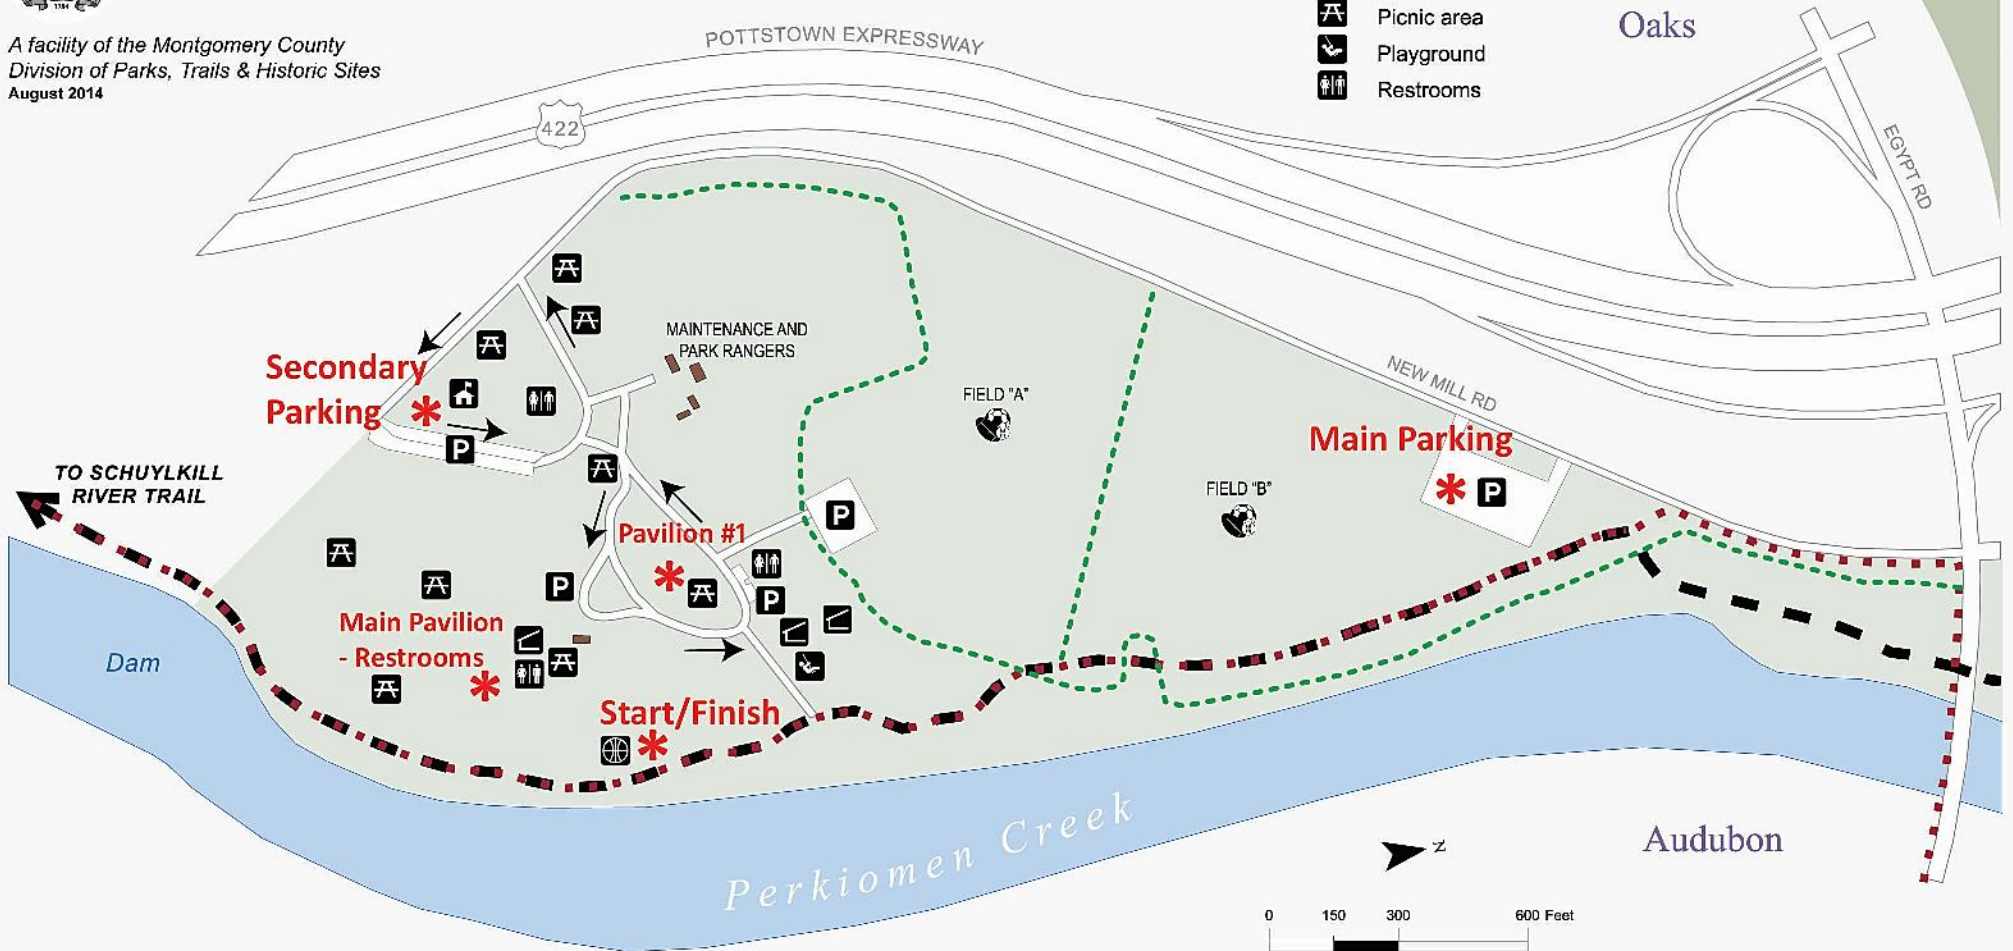 1784
A facility of the Montgomery County
Division of Parks, Trails & Historic Sites
August 2014
POTTSTOWN EXPRESSWAY
422
Picnic area
Playground
Restrooms
Oaks
EGYPT RD
MAINTENANCE AND
PARK RANGERS
Secondary
Parking
P
FIELD "A"
NEW MILL RD
Main Parking
P
FIELD "B"
TO SCHUYLKILL
RIVER TRAIL
Pavilion #1
P
P
P
Main Pavilion
- Restrooms
Dam
Start/Finish
Perkiomen Creek
N
Audubon
0 150 300 600 Feet